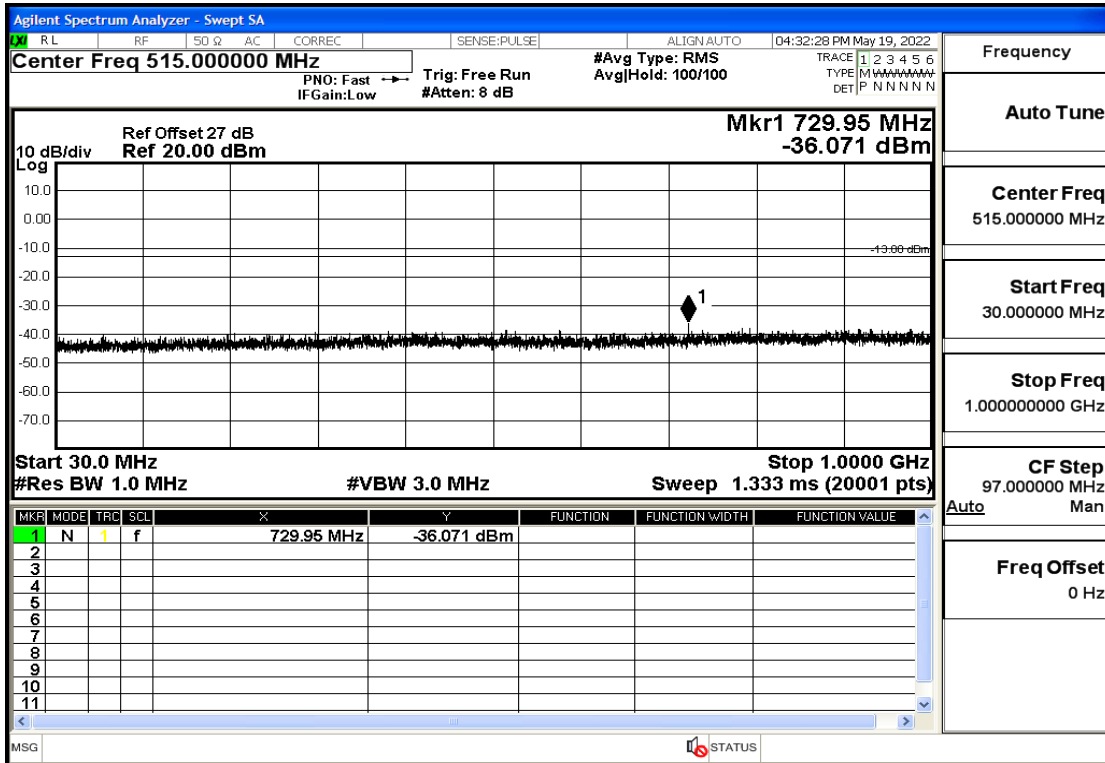 Agilent Spectrum Analyzer - Swept SA
LXI RL RF 50 Ω AC CORREC SENSE:PULSE ALIGN AUTO 04:32:28 PM May 19, 2022
Center Freq 515.000000 MHz
PNO: Fast
IFGain:Low
Trig: Free Run
#Atten: 8 dB
#Avg Type: RMS
Avg|Hold: 100/100
TRACE 1 2 3 4 5 6
TYPE M WWWWW
DET P N N N N N
Ref Offset 27 dB
10 dB/div Ref 20.00 dBm
Log
Mkr1 729.95 MHz
-36.071 dBm
10.0
0.00
-10.0
-13.00 dBm
-20.0
-30.0
1
-40.0
-50.0
-60.0
-70.0
Start 30.0 MHz Stop 1.0000 GHz
#Res BW 1.0 MHz #VBW 3.0 MHz Sweep 1.333 ms (20001 pts)
MKR MODE TRC SCL X Y FUNCTION FUNCTION WIDTH FUNCTION VALUE
1 N 1 f 729.95 MHz -36.071 dBm
2
3
4
5
6
7
8
9
10
11
MSG STATUS
Frequency
Auto Tune
Center Freq
515.000000 MHz
Start Freq
30.000000 MHz
Stop Freq
1.000000000 GHz
CF Step
97.000000 MHz
Auto Man
Freq Offset
0 Hz